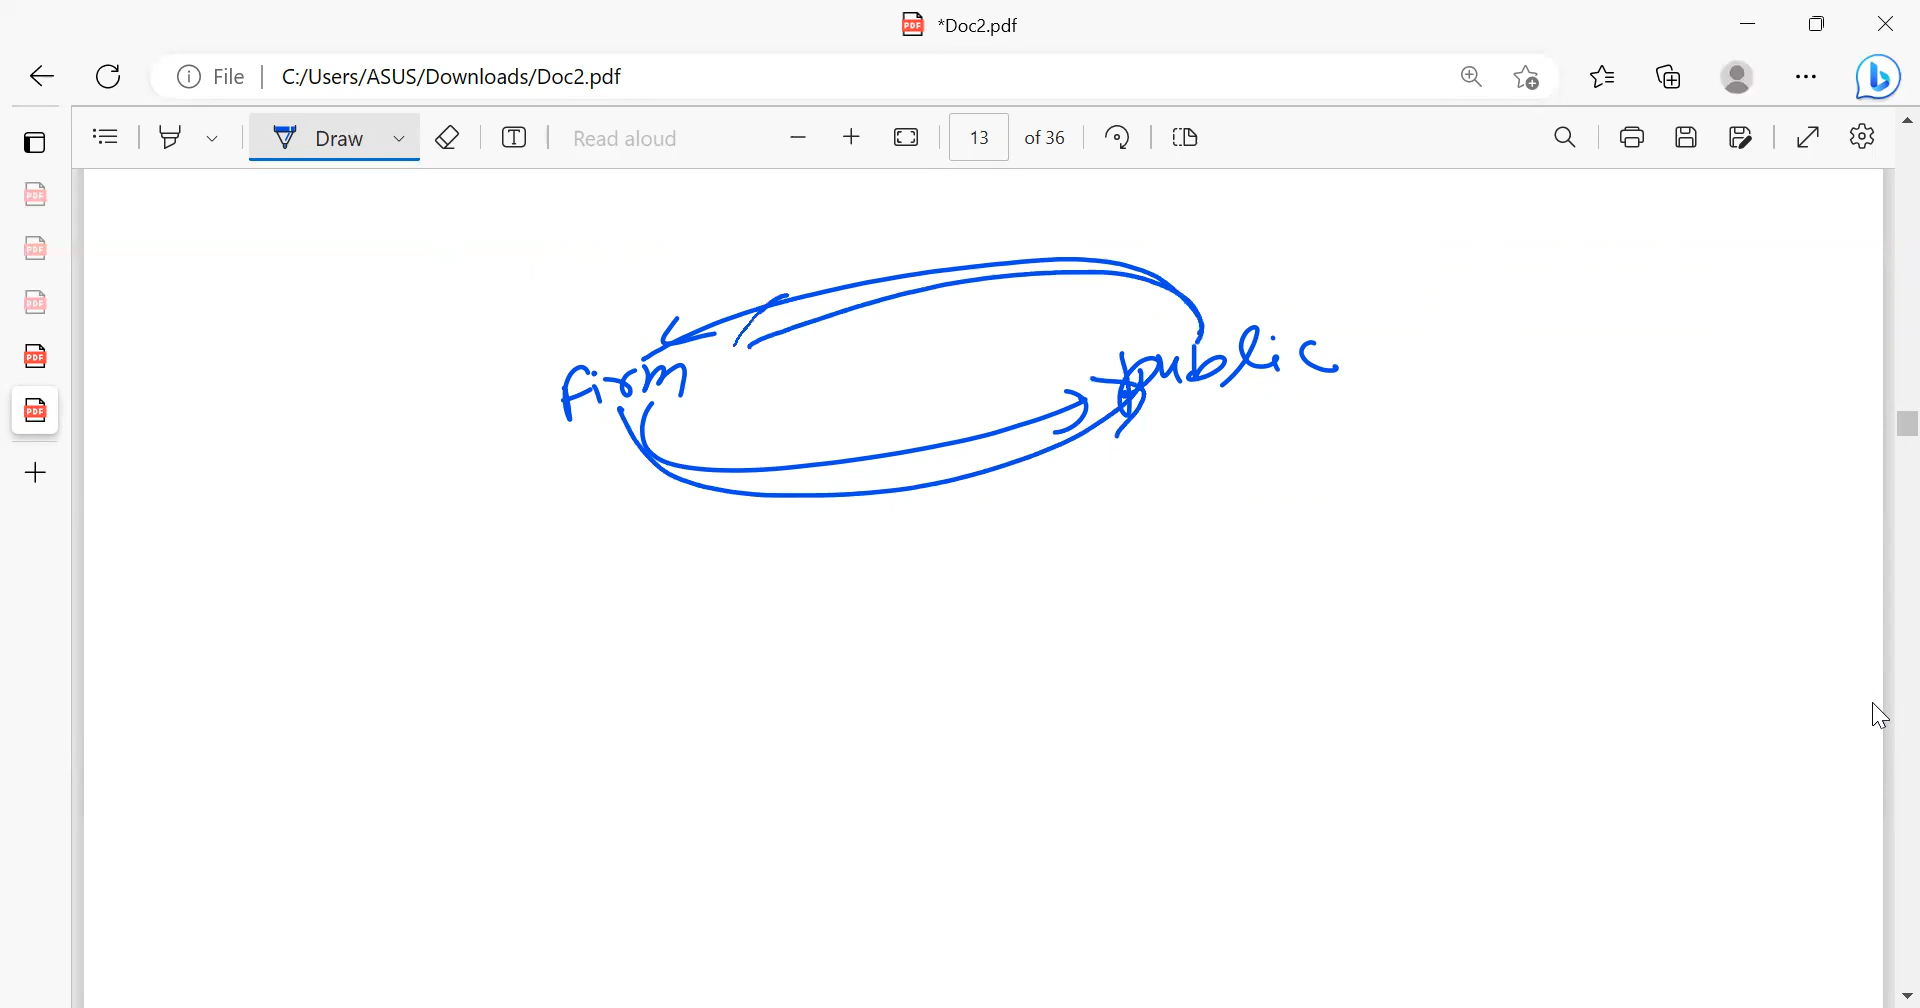 *Doc2.pdf
File C:/Users/ASUS/Downloads/Doc2.pdf
Draw Read aloud 13 of 36
firm public